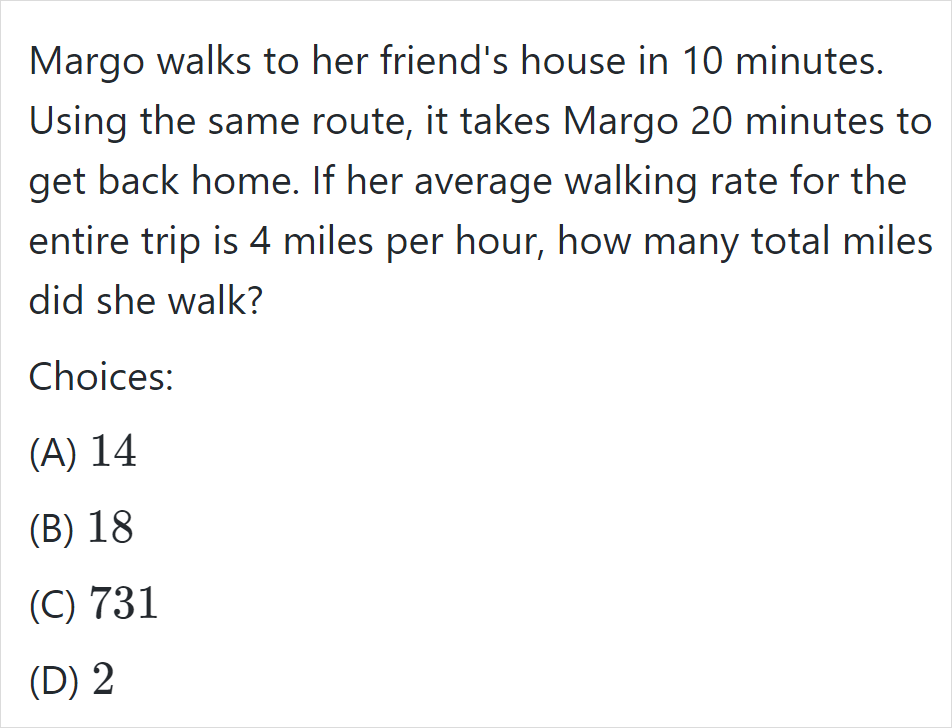 Margo walks to her friend's house in 10 minutes.
Using the same route, it takes Margo 20 minutes to
get back home. If her average walking rate for the
entire trip is 4 miles per hour, how many total miles
did she walk?
Choices:
(A) 14
(B) 18
(C) 731
(D) 2